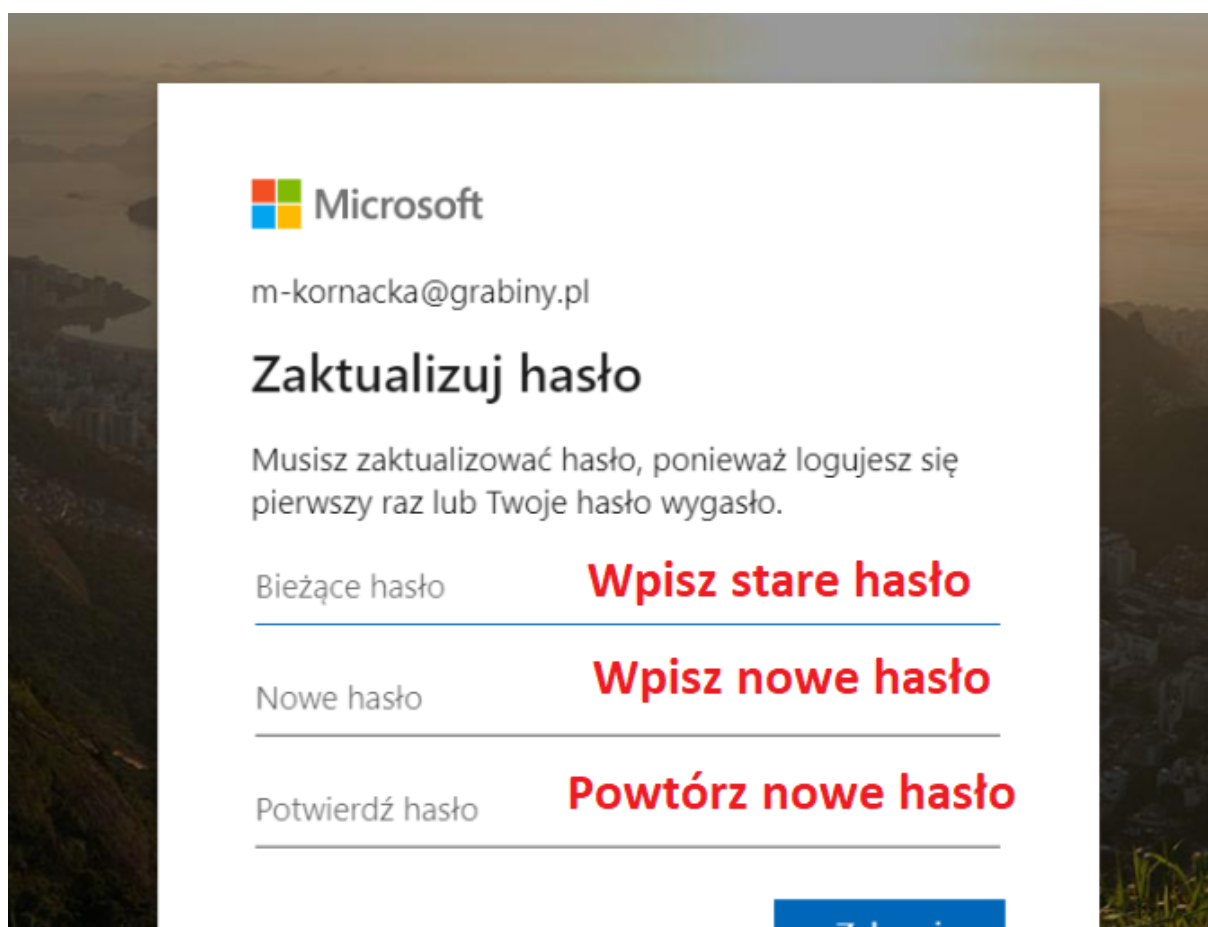 Microsoft
m-kornacka@grabiny.pl
Zaktualizuj hasło
Musisz zaktualizować hasło, ponieważ logujesz się
pierwszy raz lub Twoje hasło wygasło.
Bieżące hasło Wpisz stare hasło
Nowe hasło Wpisz nowe hasło
Potwierdź hasło Powtórz nowe hasło